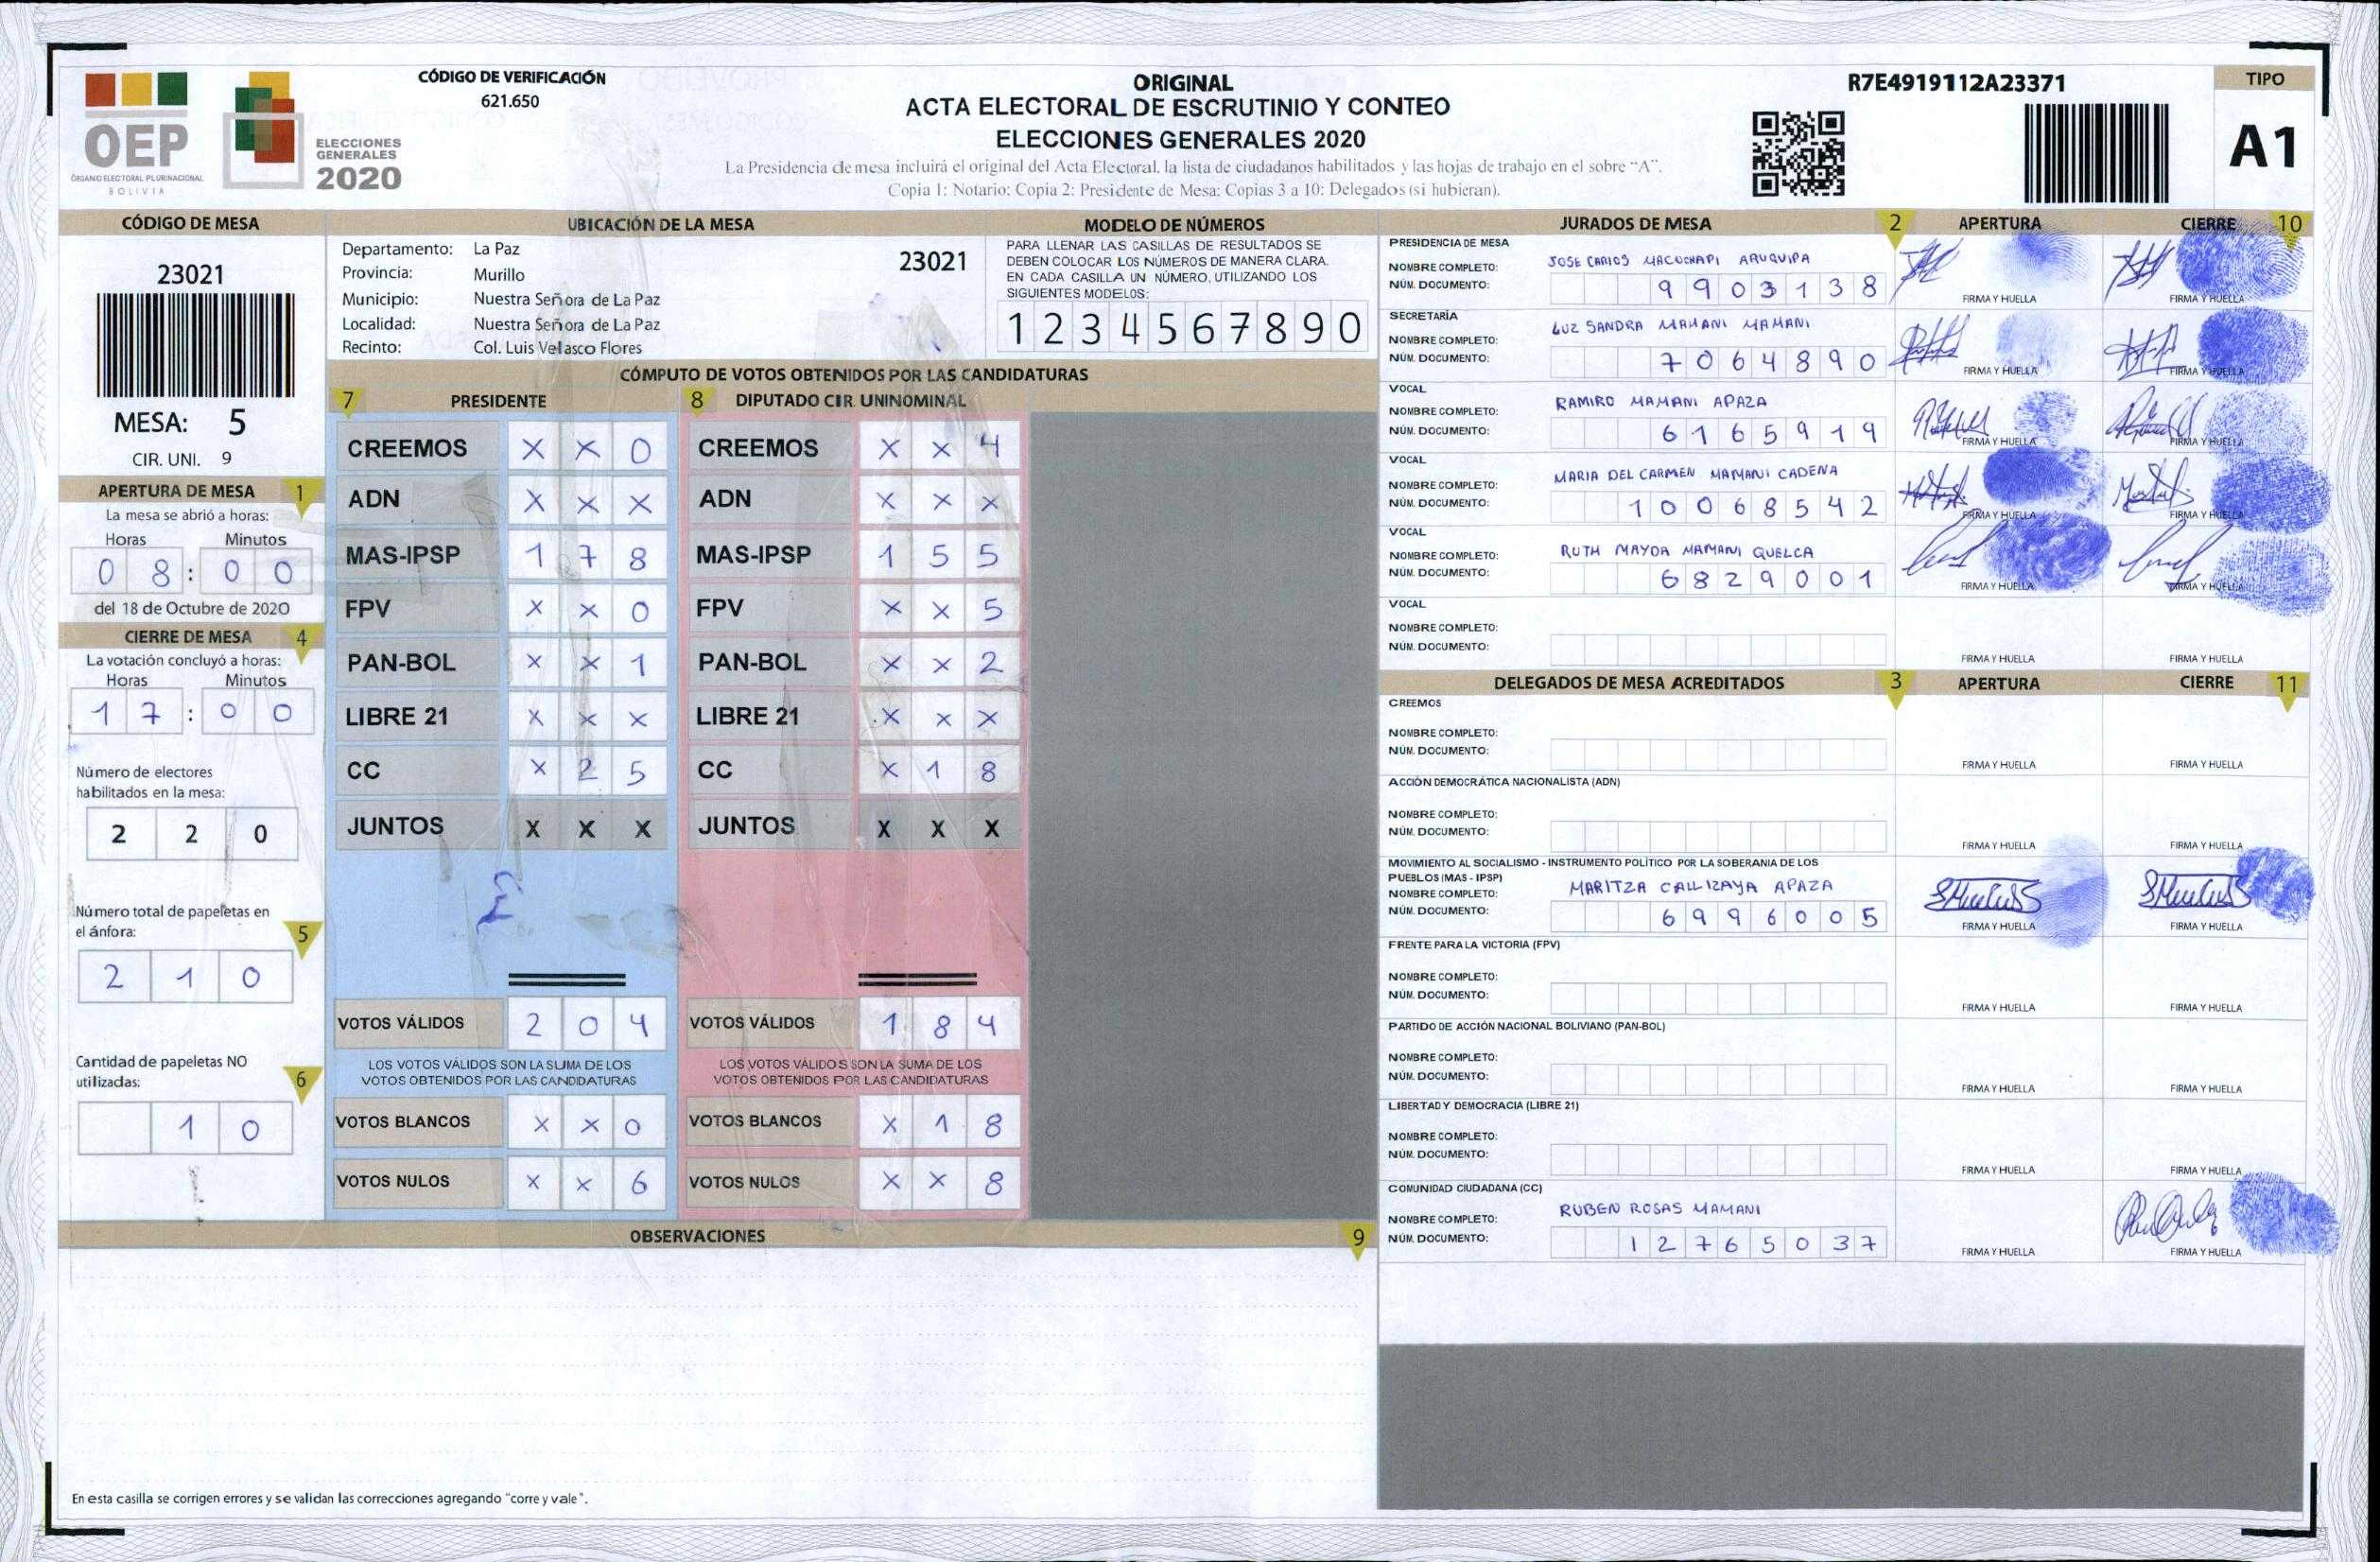 OEP
ÓRGANO ELECTORAL PLURINACIONAL
BOLIVIA
ELECCIONES
GENERALES
2020
CÓDIGO DE VERIFICACIÓN
621.650
ORIGINAL
ACTA ELECTORAL DE ESCRUTINIO Y CONTEO
ELECCIONES GENERALES 2020
La Presidencia de mesa incluirá el original del Acta Electoral, la lista de ciudadanos habilitados y las hojas de trabajo en el sobre "A".
Copia 1: Notario; Copia 2: Presidente de Mesa; Copias 3 a 10: Delegados (si hubieran).
R7E4919112A23371
TIPO
A1
CÓDIGO DE MESA
23021
MESA: 5
CIR. UNI. 9
APERTURA DE MESA 1
La mesa se abrió a horas:
Horas Minutos
0 8 : 0 0
del 18 de Octubre de 2020
CIERRE DE MESA 4
La votación concluyó a horas:
Horas Minutos
1 7 : 0 0
Número de electores
habilitados en la mesa:
2 2 0
Número total de papeletas en
el ánfora: 5
2 1 0
Cantidad de papeletas NO
utilizadas: 6
1 0
UBICACIÓN DE LA MESA
Departamento: La Paz
23021
Provincia: Murillo
Municipio: Nuestra Señora de La Paz
Localidad: Nuestra Señora de La Paz
Recinto: Col. Luis Velasco Flores
MODELO DE NÚMEROS
PARA LLENAR LAS CASILLAS DE RESULTADOS SE
DEBEN COLOCAR LOS NÚMEROS DE MANERA CLARA.
EN CADA CASILLA UN NÚMERO, UTILIZANDO LOS
SIGUIENTES MODELOS:
1 2 3 4 5 6 7 8 9 0
CÓMPUTO DE VOTOS OBTENIDOS POR LAS CANDIDATURAS
7 PRESIDENTE
CREEMOS X X 0
ADN X X X
MAS-IPSP 1 7 8
FPV X X 0
PAN-BOL X X 1
LIBRE 21 X X X
CC X 2 5
JUNTOS X X X
VOTOS VÁLIDOS 2 0 4
LOS VOTOS VÁLIDOS SON LA SUMA DE LOS
VOTOS OBTENIDOS POR LAS CANDIDATURAS
VOTOS BLANCOS X X 0
VOTOS NULOS X X 6
8 DIPUTADO CIR. UNINOMINAL
CREEMOS X X 4
ADN X X X
MAS-IPSP 1 5 5
FPV X X 5
PAN-BOL X X 2
LIBRE 21 X X X
CC X 1 8
JUNTOS X X X
VOTOS VÁLIDOS 1 8 4
LOS VOTOS VÁLIDOS SON LA SUMA DE LOS
VOTOS OBTENIDOS POR LAS CANDIDATURAS
VOTOS BLANCOS X 1 8
VOTOS NULOS X X 8
OBSERVACIONES 9
En esta casilla se corrigen errores y se validan las correcciones agregando "corre y vale".
JURADOS DE MESA 2 APERTURA CIERRE 10
PRESIDENCIA DE MESA
NOMBRE COMPLETO: JOSE CARLOS MACUCHAPI ARUQUIPA
NÚM. DOCUMENTO: 9903138
FIRMA Y HUELLA FIRMA Y HUELLA
SECRETARÍA
NOMBRE COMPLETO: LUZ SANDRA MAMANI MAMANI
NÚM. DOCUMENTO: 7064890
FIRMA Y HUELLA FIRMA Y HUELLA
VOCAL
NOMBRE COMPLETO: RAMIRO MAMANI APAZA
NÚM. DOCUMENTO: 6165919
FIRMA Y HUELLA FIRMA Y HUELLA
VOCAL
NOMBRE COMPLETO: MARIA DEL CARMEN MAMANI CADENA
NÚM. DOCUMENTO: 10068542
FIRMA Y HUELLA FIRMA Y HUELLA
VOCAL
NOMBRE COMPLETO: RUTH MAYDA MAMANI QUELCA
NÚM. DOCUMENTO: 6829001
FIRMA Y HUELLA FIRMA Y HUELLA
VOCAL
NOMBRE COMPLETO:
NÚM. DOCUMENTO:
FIRMA Y HUELLA FIRMA Y HUELLA
DELEGADOS DE MESA ACREDITADOS 3 APERTURA CIERRE 11
CREEMOS
NOMBRE COMPLETO:
NÚM. DOCUMENTO:
FIRMA Y HUELLA FIRMA Y HUELLA
ACCIÓN DEMOCRÁTICA NACIONALISTA (ADN)
NOMBRE COMPLETO:
NÚM. DOCUMENTO:
FIRMA Y HUELLA FIRMA Y HUELLA
MOVIMIENTO AL SOCIALISMO - INSTRUMENTO POLÍTICO POR LA SOBERANIA DE LOS
PUEBLOS (MAS - IPSP)
NOMBRE COMPLETO: MARITZA CALLIZAYA APAZA
NÚM. DOCUMENTO: 6996005
FIRMA Y HUELLA FIRMA Y HUELLA
FRENTE PARA LA VICTORIA (FPV)
NOMBRE COMPLETO:
NÚM. DOCUMENTO:
FIRMA Y HUELLA FIRMA Y HUELLA
PARTIDO DE ACCIÓN NACIONAL BOLIVIANO (PAN-BOL)
NOMBRE COMPLETO:
NÚM. DOCUMENTO:
FIRMA Y HUELLA FIRMA Y HUELLA
LIBERTAD Y DEMOCRACIA (LIBRE 21)
NOMBRE COMPLETO:
NÚM. DOCUMENTO:
FIRMA Y HUELLA FIRMA Y HUELLA
COMUNIDAD CIUDADANA (CC)
NOMBRE COMPLETO: RUBEN ROSAS MAMANI
NÚM. DOCUMENTO: 12765037
FIRMA Y HUELLA FIRMA Y HUELLA